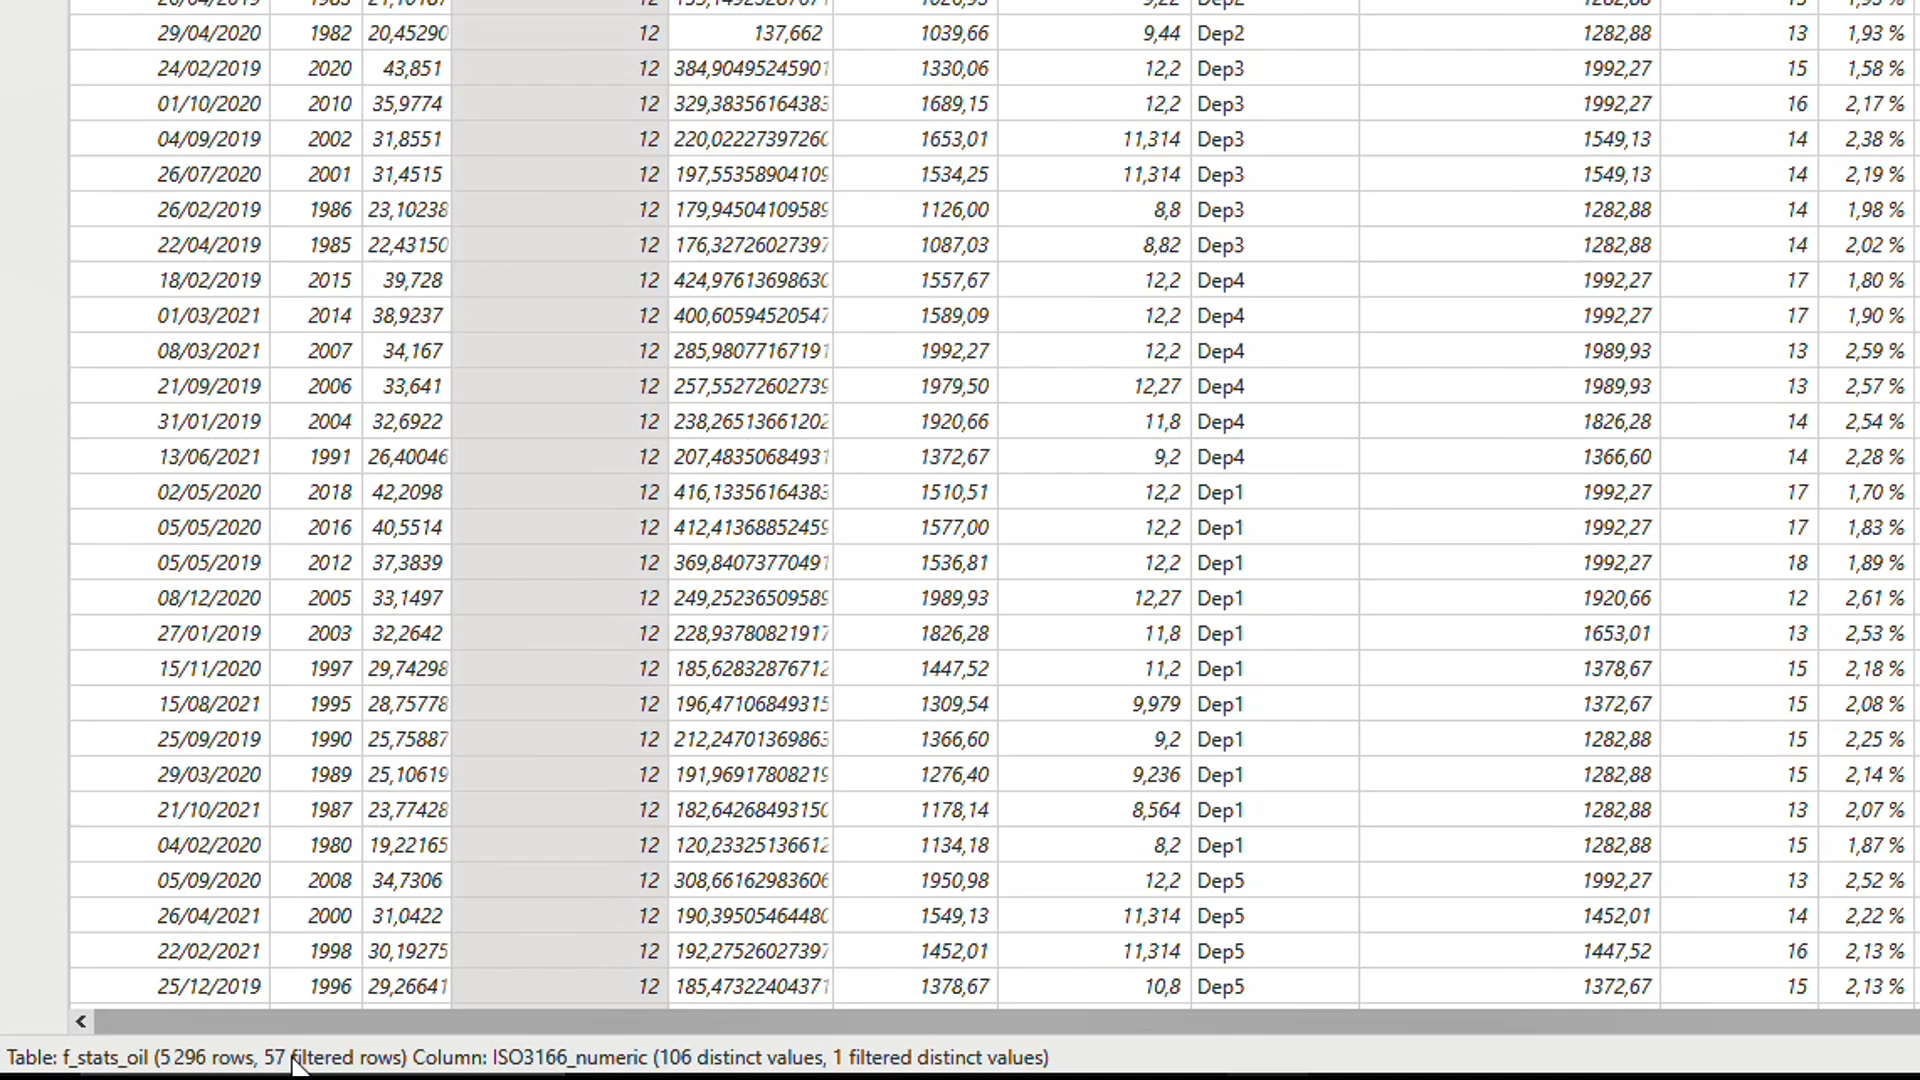 29/04/2020 1982 20,45290 12 137,662 1039,66 9,44 Dep2 1282,88 13 1,93 %
24/02/2019 2020 43,851 12 384,90495245901 1330,06 12,2 Dep3 1992,27 15 1,58 %
01/10/2020 2010 35,9774 12 329,38356164383 1689,15 12,2 Dep3 1992,27 16 2,17 %
04/09/2019 2002 31,8551 12 220,02227397260 1653,01 11,314 Dep3 1549,13 14 2,38 %
26/07/2020 2001 31,4515 12 197,55358904109 1534,25 11,314 Dep3 1549,13 14 2,19 %
26/02/2019 1986 23,10238 12 179,94504109589 1126,00 8,8 Dep3 1282,88 14 1,98 %
22/04/2019 1985 22,43150 12 176,32726027397 1087,03 8,82 Dep3 1282,88 14 2,02 %
18/02/2019 2015 39,728 12 424,97613698630 1557,67 12,2 Dep4 1992,27 17 1,80 %
01/03/2021 2014 38,9237 12 400,60594520547 1589,09 12,2 Dep4 1992,27 17 1,90 %
08/03/2021 2007 34,167 12 285,98077167191 1992,27 12,2 Dep4 1989,93 13 2,59 %
21/09/2019 2006 33,641 12 257,55272602739 1979,50 12,27 Dep4 1989,93 13 2,57 %
31/01/2019 2004 32,6922 12 238,26513661202 1920,66 11,8 Dep4 1826,28 14 2,54 %
13/06/2021 1991 26,40046 12 207,48350684931 1372,67 9,2 Dep4 1366,60 14 2,28 %
02/05/2020 2018 42,2098 12 416,13356164383 1510,51 12,2 Dep1 1992,27 17 1,70 %
05/05/2020 2016 40,5514 12 412,41368852459 1577,00 12,2 Dep1 1992,27 17 1,83 %
05/05/2019 2012 37,3839 12 369,84073770491 1536,81 12,2 Dep1 1992,27 18 1,89 %
08/12/2020 2005 33,1497 12 249,25236509589 1989,93 12,27 Dep1 1920,66 12 2,61 %
27/01/2019 2003 32,2642 12 228,93780821917 1826,28 11,8 Dep1 1653,01 13 2,53 %
15/11/2020 1997 29,74298 12 185,62832876712 1447,52 11,2 Dep1 1378,67 15 2,18 %
15/08/2021 1995 28,75778 12 196,47106849315 1309,54 9,979 Dep1 1372,67 15 2,08 %
25/09/2019 1990 25,75887 12 212,24701369863 1366,60 9,2 Dep1 1282,88 15 2,25 %
29/03/2020 1989 25,10619 12 191,96917808219 1276,40 9,236 Dep1 1282,88 15 2,14 %
21/10/2021 1987 23,77428 12 182,64268493150 1178,14 8,564 Dep1 1282,88 13 2,07 %
04/02/2020 1980 19,22165 12 120,23325136612 1134,18 8,2 Dep1 1282,88 15 1,87 %
05/09/2020 2008 34,7306 12 308,66162983606 1950,98 12,2 Dep5 1992,27 13 2,52 %
26/04/2021 2000 31,0422 12 190,39505464480 1549,13 11,314 Dep5 1452,01 14 2,22 %
22/02/2021 1998 30,19275 12 192,27526027397 1452,01 11,314 Dep5 1447,52 16 2,13 %
25/12/2019 1996 29,26641 12 185,47322404371 1378,67 10,8 Dep5 1372,67 15 2,13 %
Table: f_stats_oil (5 296 rows, 57 filtered rows) Column: ISO3166_numeric (106 distinct values, 1 filtered distinct values)